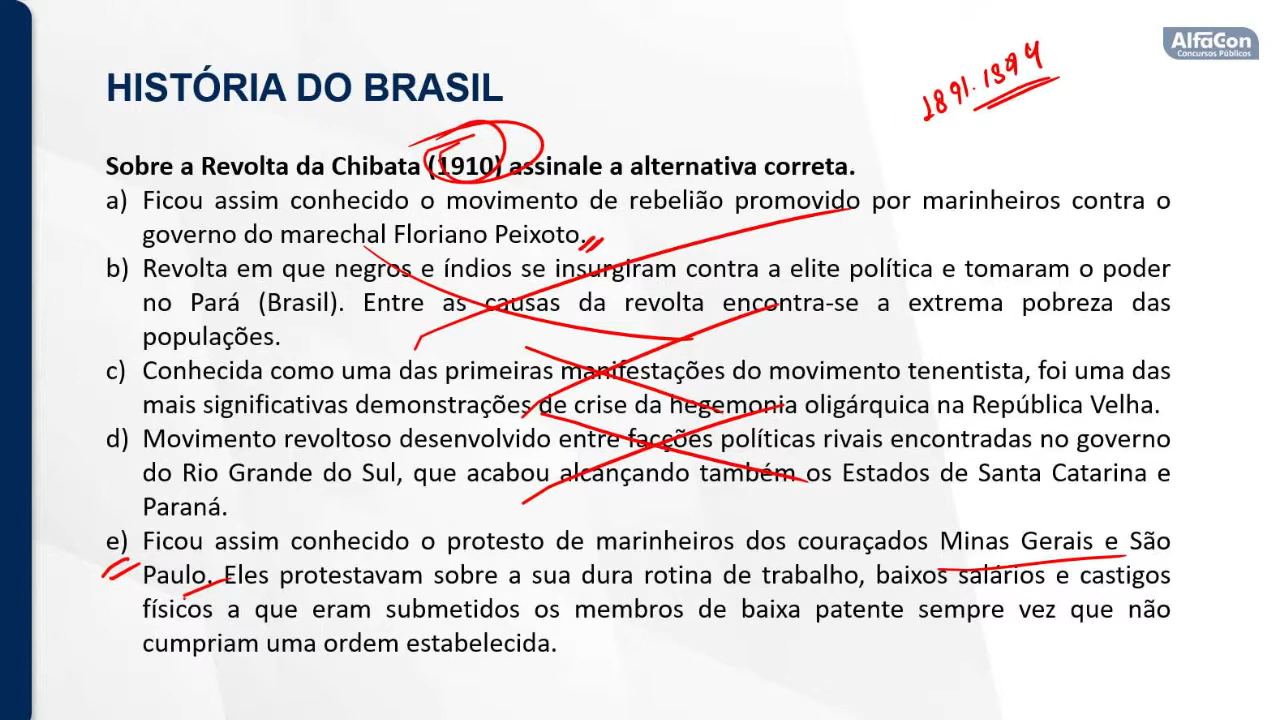 AlfaCon
Concursos Públicos
1891.1894
HISTÓRIA DO BRASIL
Sobre a Revolta da Chibata (1910) assinale a alternativa correta.
a) Ficou assim conhecido o movimento de rebelião promovido por marinheiros contra o
governo do marechal Floriano Peixoto.
b) Revolta em que negros e índios se insurgiram contra a elite política e tomaram o poder
no Pará (Brasil). Entre as causas da revolta encontra-se a extrema pobreza das
populações.
c) Conhecida como uma das primeiras manifestações do movimento tenentista, foi uma das
mais significativas demonstrações de crise da hegemonia oligárquica na República Velha.
d) Movimento revoltoso desenvolvido entre facções políticas rivais encontradas no governo
do Rio Grande do Sul, que acabou alcançando também os Estados de Santa Catarina e
Paraná.
e) Ficou assim conhecido o protesto de marinheiros dos couraçados Minas Gerais e São
Paulo. Eles protestavam sobre a sua dura rotina de trabalho, baixos salários e castigos
físicos a que eram submetidos os membros de baixa patente sempre vez que não
cumpriam uma ordem estabelecida.